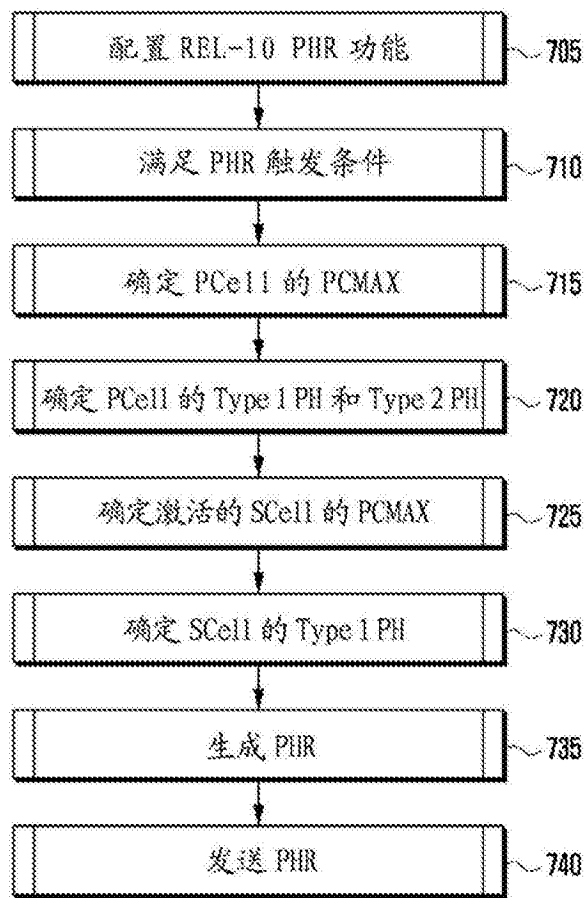 配置 REL-10 PHR 功能
705
满足 PHR 触发条件
710
确定 PCell 的 PCMAX
715
确定 PCell 的 Type 1 PH 和 Type 2 PH
720
确定激活的 SCell 的 PCMAX
725
确定 SCell 的 Type 1 PH
730
生成 PHR
735
发送 PHR
740